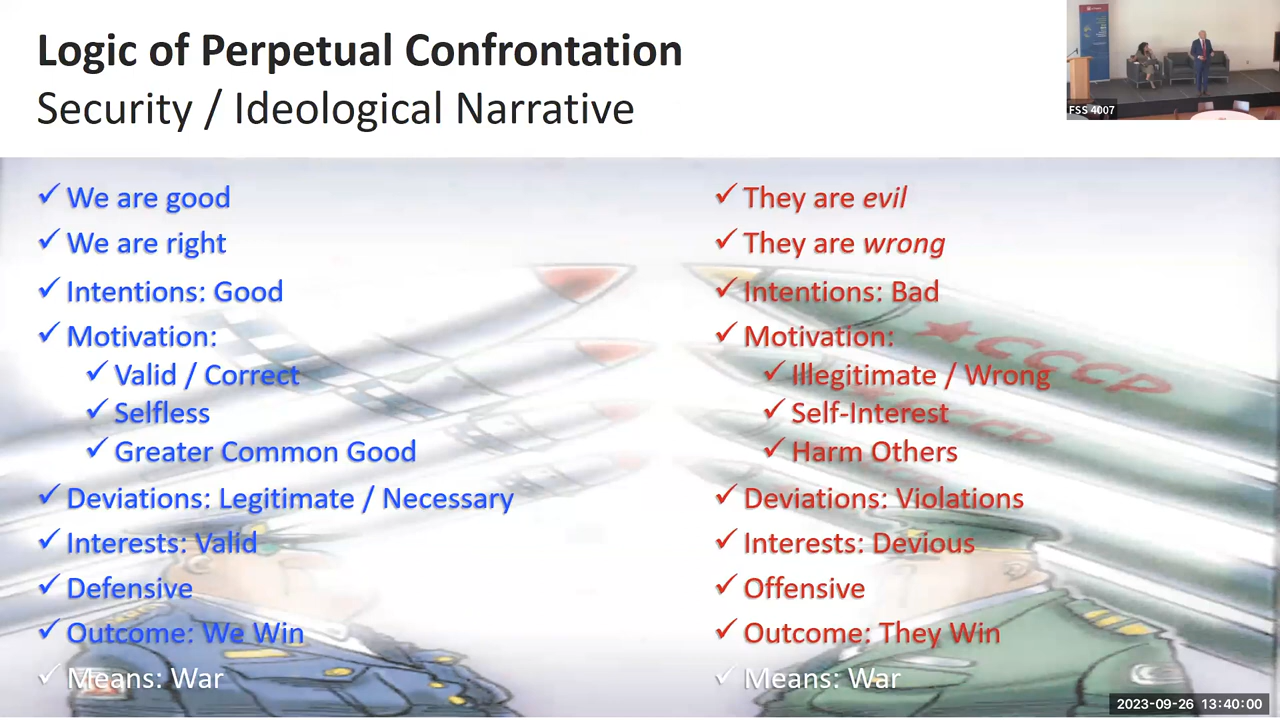 Logic of Perpetual Confrontation
Security / Ideological Narrative
FSS 4007
We are good
We are right
Intentions: Good
Motivation:
Valid / Correct
Selfless
Greater Common Good
Deviations: Legitimate / Necessary
Interests: Valid
Defensive
Outcome: We Win
Means: War
They are evil
They are wrong
Intentions: Bad
Motivation:
Illegitimate / Wrong
Self-Interest
Harm Others
Deviations: Violations
Interests: Devious
Offensive
Outcome: They Win
Means: War
CCCP
CCCP
2023-09-26 13:40:00